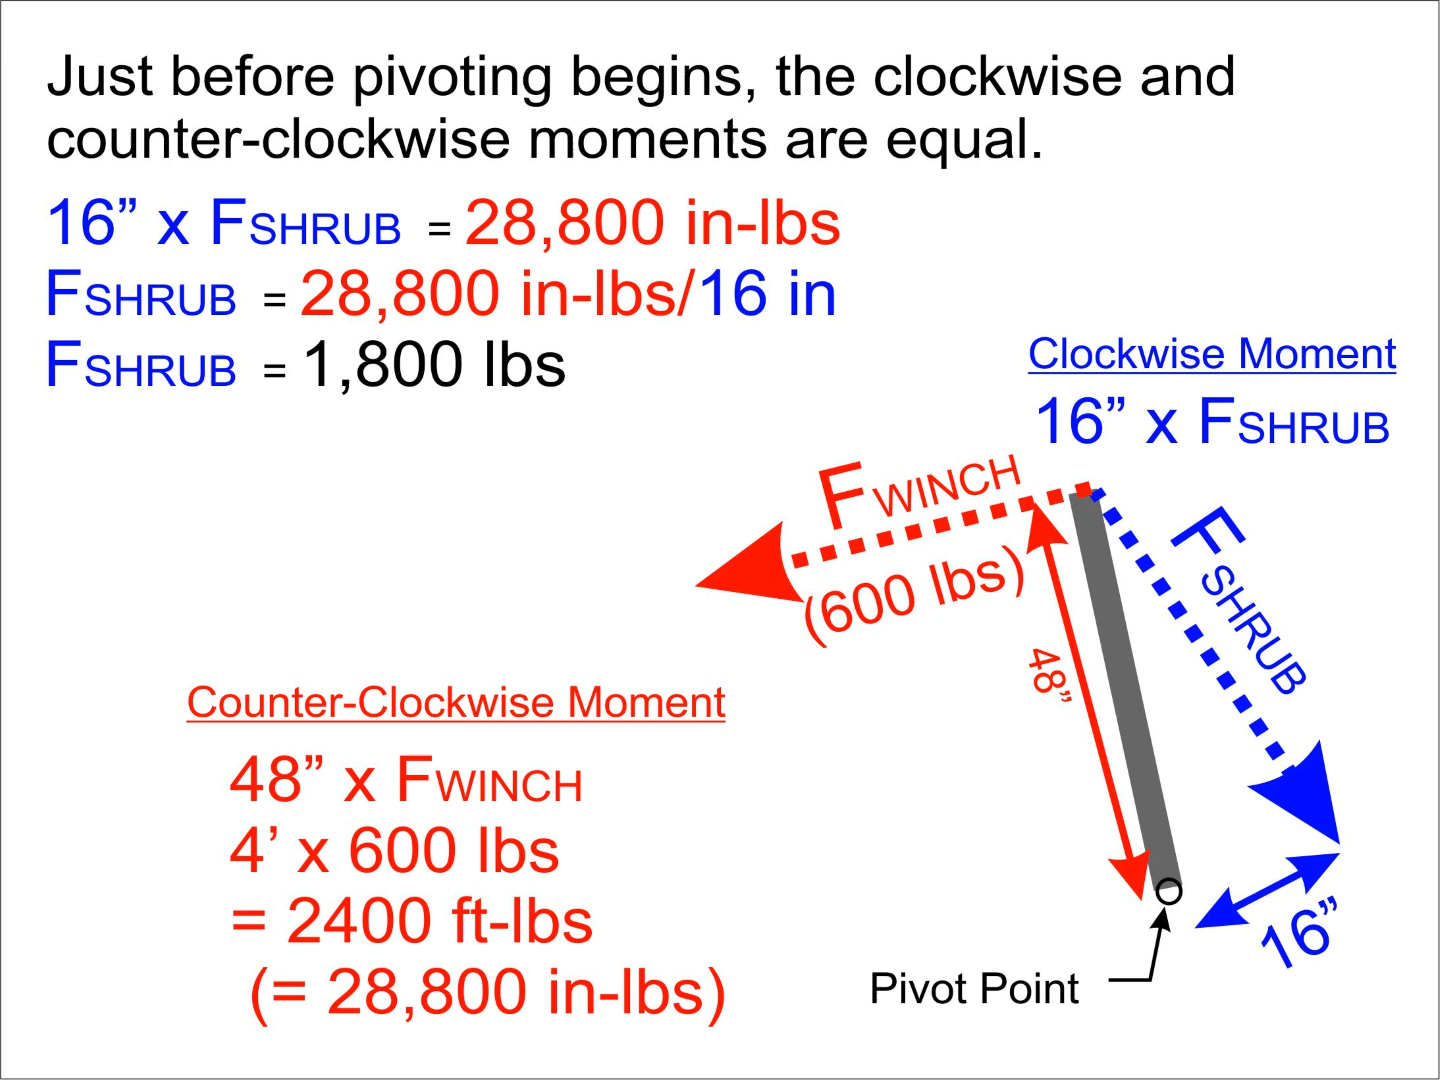 Just before pivoting begins, the clockwise and
counter-clockwise moments are equal.
16” x FSHRUB = 28,800 in-lbs
FSHRUB = 28,800 in-lbs/16 in
FSHRUB = 1,800 lbs
Clockwise Moment
16” x FSHRUB
FWINCH
(600 lbs)
FSHRUB
48”
Counter-Clockwise Moment
48” x FWINCH
4’ x 600 lbs
= 2400 ft-lbs
(= 28,800 in-lbs)
16”
Pivot Point